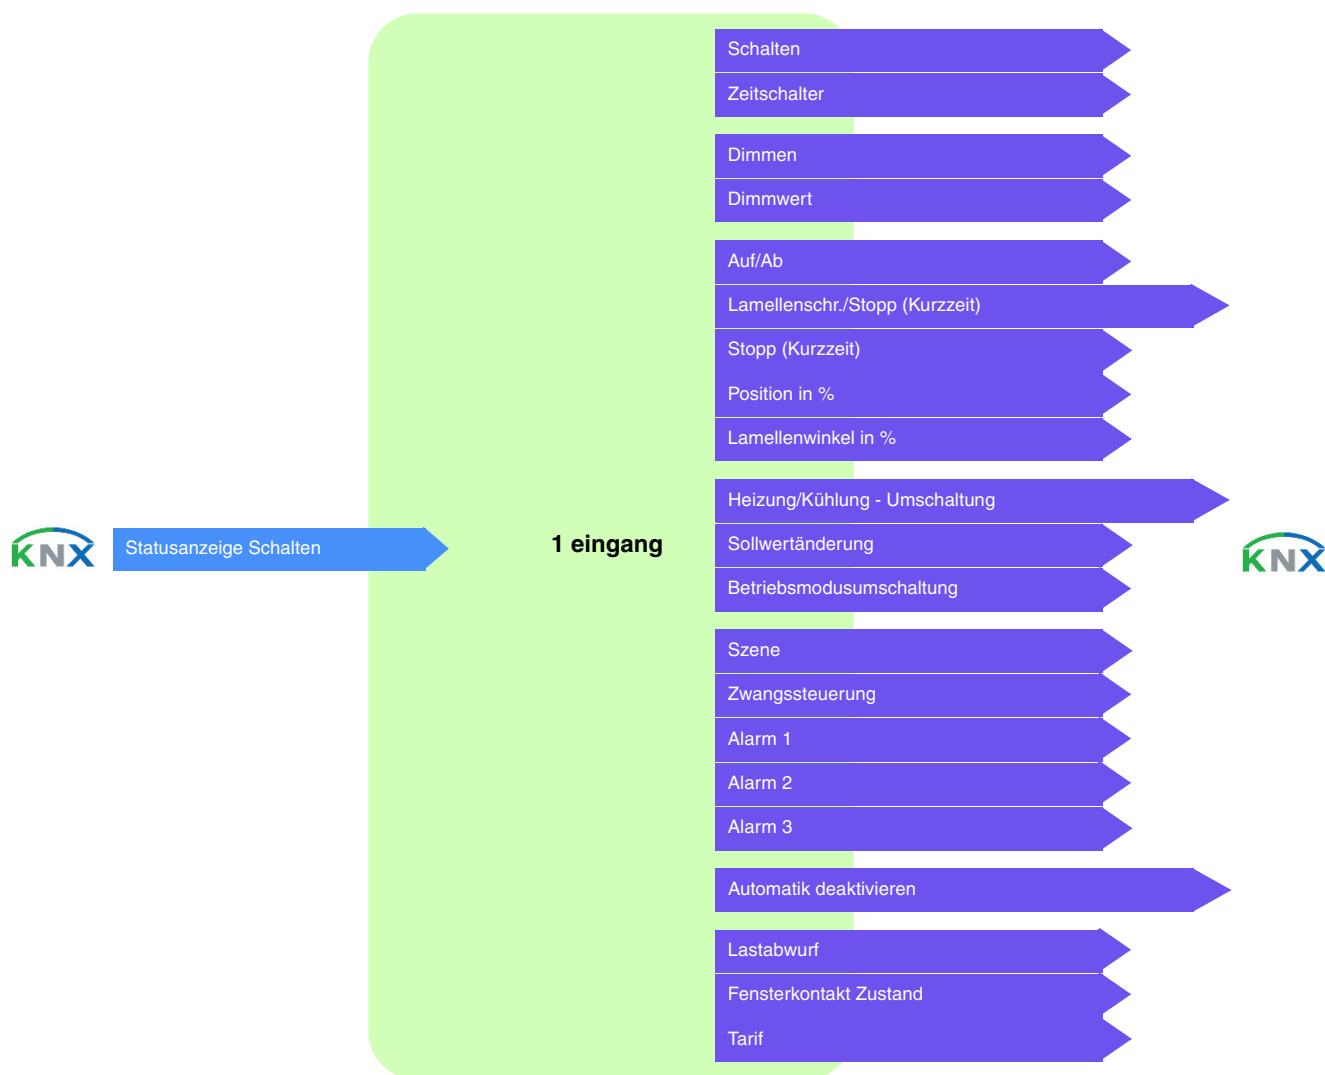 Schalten
Zeitschalter
Dimmen
Dimmwert
Auf/Ab
Lamellenschr./Stopp (Kurzzeit)
Stopp (Kurzzeit)
Position in %
Lamellenwinkel in %
KNX
Statusanzeige Schalten
1 eingang
Heizung/Kühlung - Umschaltung
Sollwertänderung
Betriebsmodusumschaltung
KNX
Szene
Zwangssteuerung
Alarm 1
Alarm 2
Alarm 3
Automatik deaktivieren
Lastabwurf
Fensterkontakt Zustand
Tarif